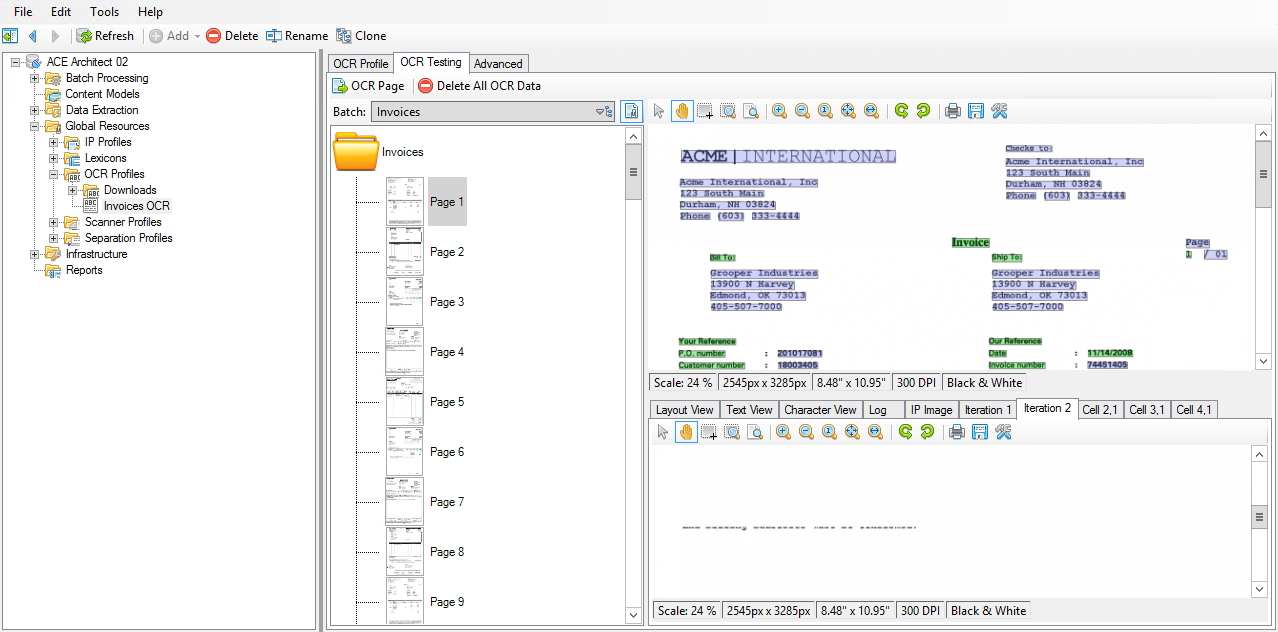 File Edit Tools Help
Refresh Add Delete Rename Clone
ACE Architect 02
Batch Processing
Content Models
Data Extraction
Global Resources
IP Profiles
Lexicons
OCR Profiles
Downloads
Invoices OCR
Scanner Profiles
Separation Profiles
Infrastructure
Reports
OCR Profile OCR Testing Advanced
OCR Page Delete All OCR Data
Batch: Invoices
Invoices
Page 1
Page 2
Page 3
Page 4
Page 5
Page 6
Page 7
Page 8
Page 9
ACME | INTERNATIONAL
Acme International, Inc
123 South Main
Durham, NH 03824
Phone (603) 333-4444
Checks to:
Acme International, Inc
123 South Main
Durham, NH 03824
Phone (603) 333-4444
Invoice
Page
1 / 01
Bill To:
Grooper Industries
13900 N Harvey
Edmond, OK 73013
405-507-7000
Ship To:
Grooper Industries
13900 N Harvey
Edmond, OK 73013
405-507-7000
Your Reference
P.O. number : 201017081
Customer number : 18003405
Our Reference
Date : 11/14/2008
Invoice number : 74451405
Scale: 24 % 2545px x 3285px 8.48" x 10.95" 300 DPI Black & White
Layout View Text View Character View Log IP Image Iteration 1 Iteration 2 Cell 2,1 Cell 3,1 Cell 4,1
Scale: 24 % 2545px x 3285px 8.48" x 10.95" 300 DPI Black & White